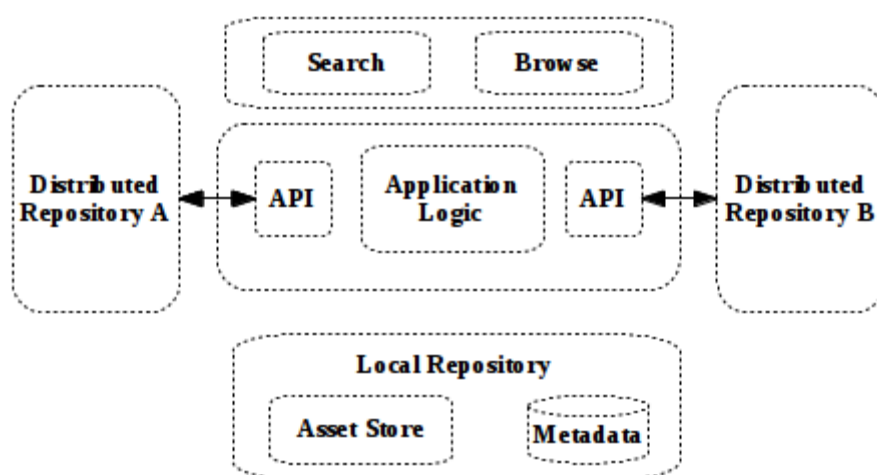 Search
Browse
Distributed
Repository A
API
Application
Logic
API
Distributed
Repository B
Local Repository
Asset Store
Metadata